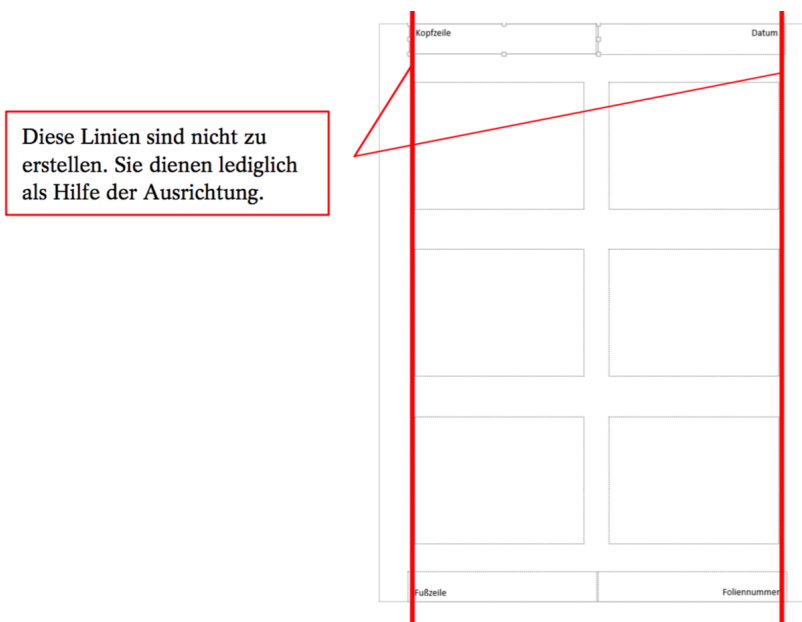 Kopfzeile
Datum
Diese Linien sind nicht zu
erstellen. Sie dienen lediglich
als Hilfe der Ausrichtung.
Fußzeile
Foliennummer